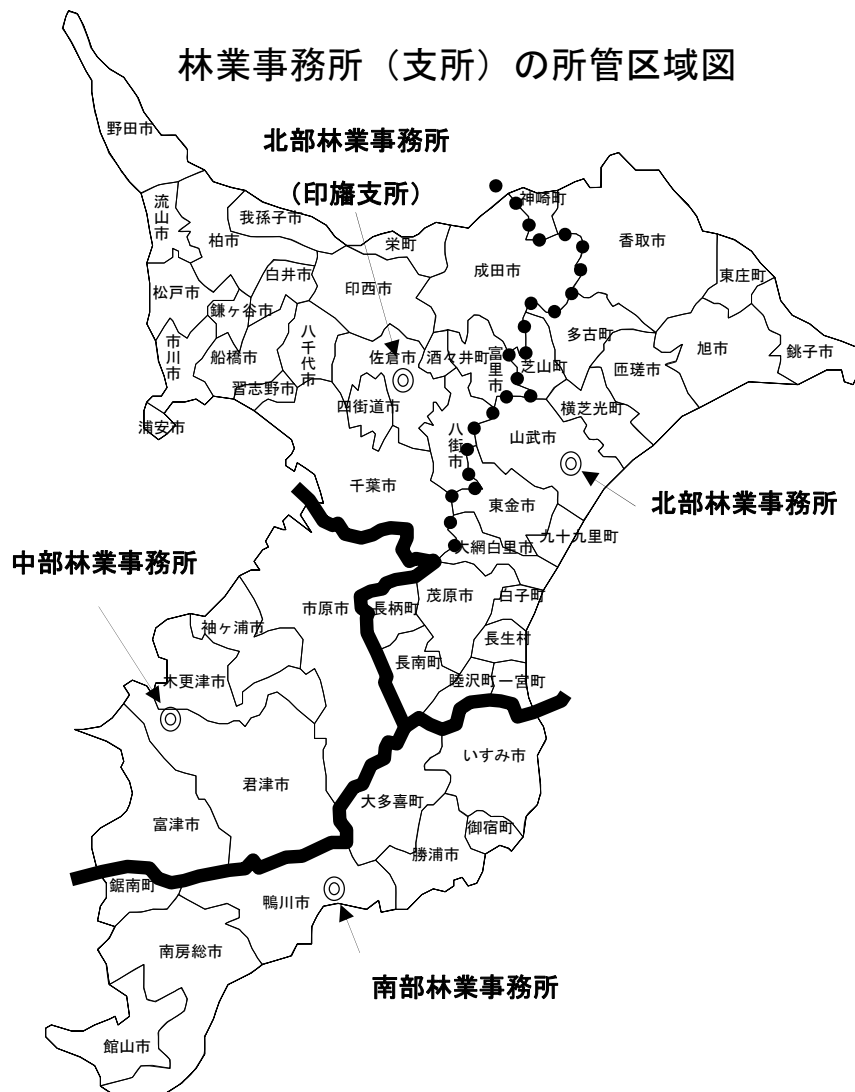 林業事務所（支所）の所管区域図
野田市
北部林業事務所
（印旛支所）
流山市
柏市
我孫子市
栄町
神崎町
香取市
成田市
東庄町
松戸市
白井市
印西市
鎌ヶ谷市
市川市
船橋市
八千代市
佐倉市
酒々井町
富里市
芝山町
多古町
匝瑳市
旭市
銚子市
習志野市
四街道市
横芝光町
浦安市
八街市
山武市
千葉市
東金市
北部林業事務所
九十九里町
大網白里市
中部林業事務所
市原市
長柄町
茂原市
白子町
袖ヶ浦市
長生村
長南町
木更津市
睦沢町
一宮町
君津市
いすみ市
大多喜町
富津市
御宿町
勝浦市
鋸南町
鴨川市
南房総市
南部林業事務所
館山市